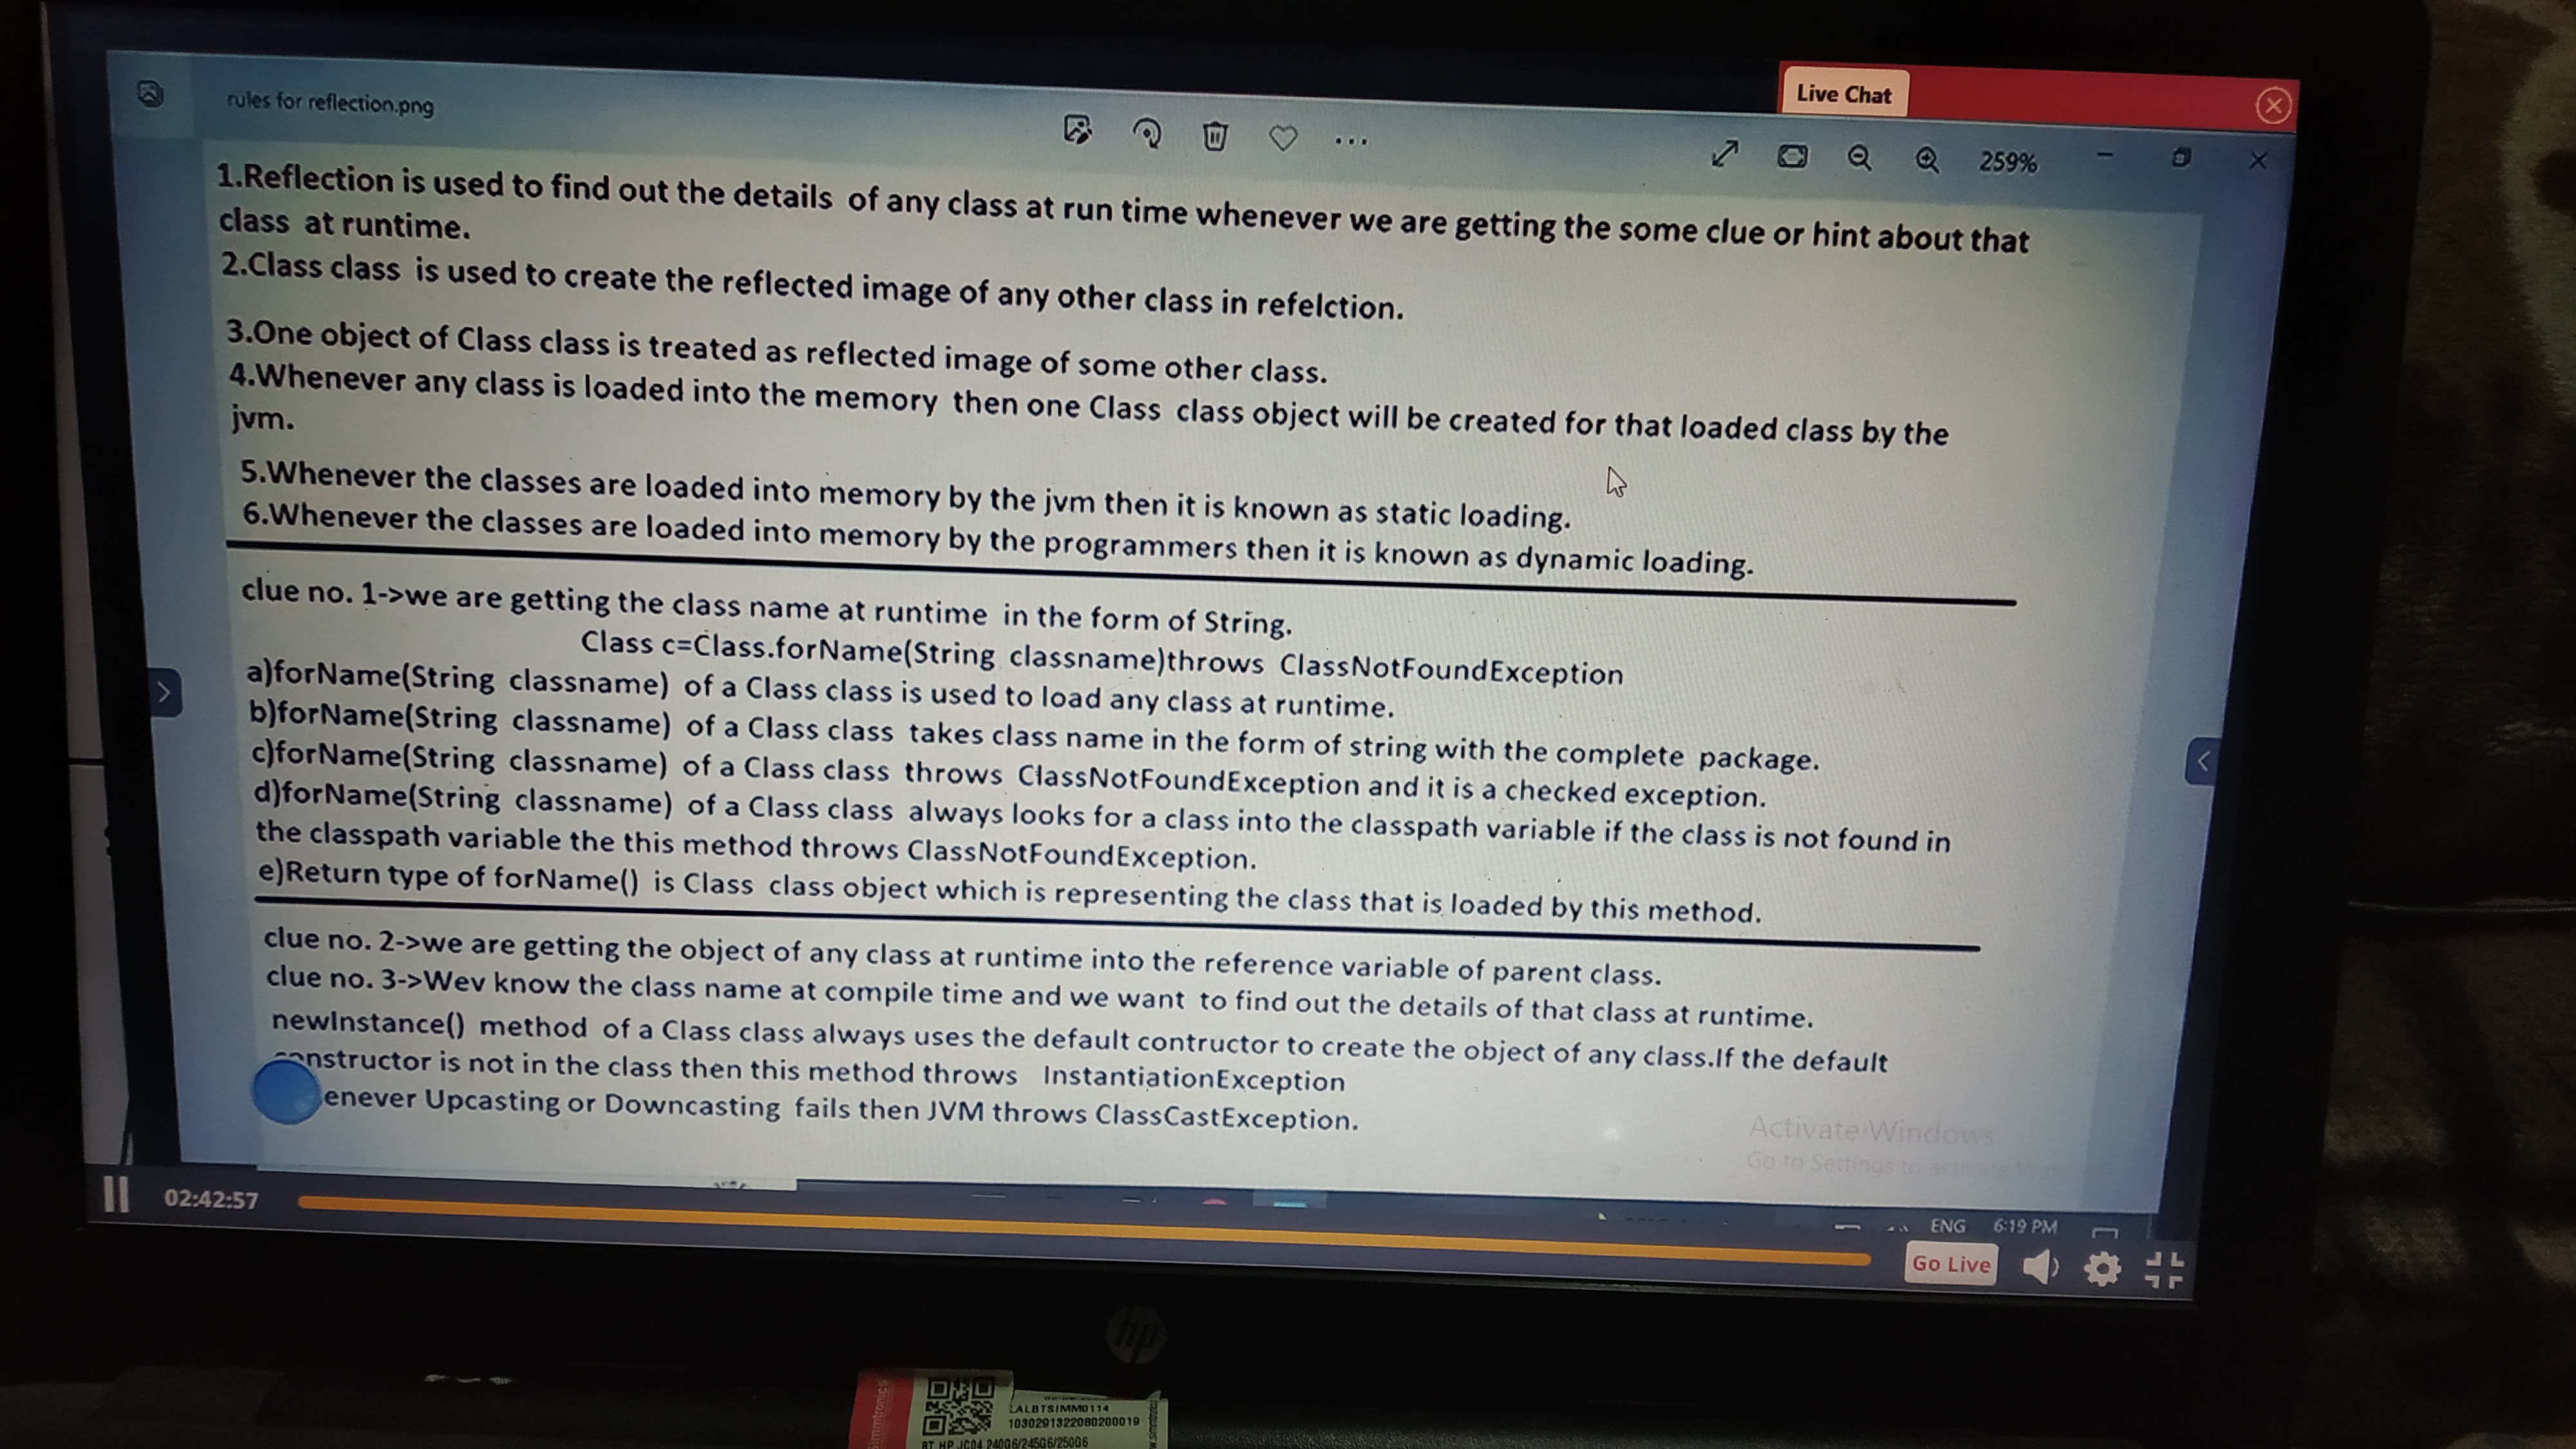 rules for reflection.png
Live Chat
259%
1.Reflection is used to find out the details of any class at run time whenever we are getting the some clue or hint about that
class at runtime.
2.Class class is used to create the reflected image of any other class in refelction.
3.One object of Class class is treated as reflected image of some other class.
4.Whenever any class is loaded into the memory then one Class class object will be created for that loaded class by the
jvm.
5.Whenever the classes are loaded into memory by the jvm then it is known as static loading.
6.Whenever the classes are loaded into memory by the programmers then it is known as dynamic loading.
clue no. 1->we are getting the class name at runtime in the form of String.
Class c=Class.forName(String classname)throws ClassNotFoundException
a)forName(String classname) of a Class class is used to load any class at runtime.
b)forName(String classname) of a Class class takes class name in the form of string with the complete package.
c)forName(String classname) of a Class class throws ClassNotFoundException and it is a checked exception.
d)forName(String classname) of a Class class always looks for a class into the classpath variable if the class is not found in
the classpath variable the this method throws ClassNotFoundException.
e)Return type of forName() is Class class object which is representing the class that is loaded by this method.
clue no. 2->we are getting the object of any class at runtime into the reference variable of parent class.
clue no. 3->Wev know the class name at compile time and we want to find out the details of that class at runtime.
newInstance() method of a Class class always uses the default contructor to create the object of any class.If the default
onstructor is not in the class then this method throws InstantiationException
enever Upcasting or Downcasting fails then JVM throws ClassCastException.
Activate Windows
Go to Settings to activate
02:42:57
ENG 6:19 PM
Go Live
hp
simmtronics
LALBTSIMM0114
1030291322080200019
BT HP JC04 240G6/245G6/250G6